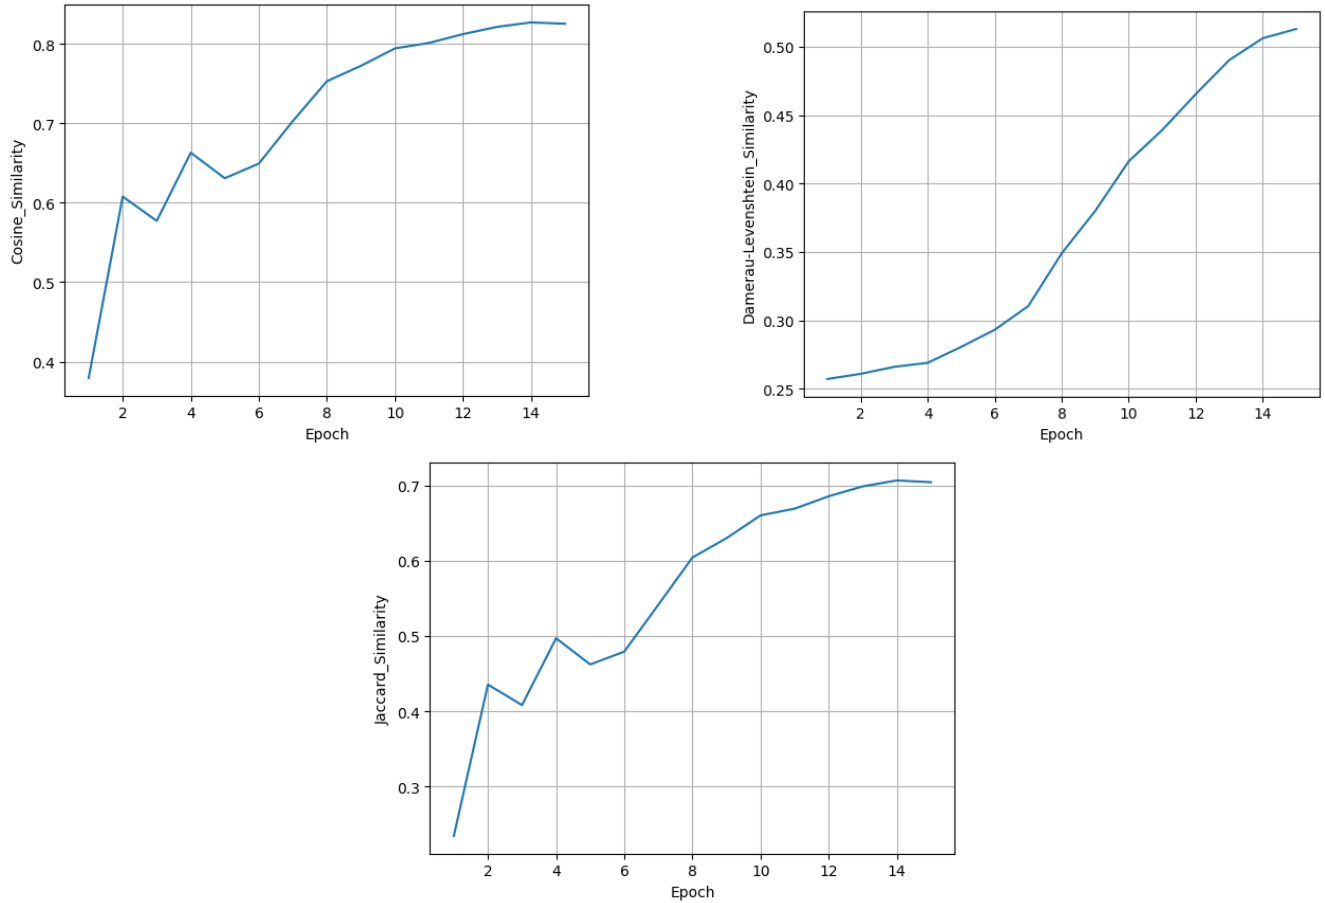 Cosine_Similarity
0.8
0.7
0.6
0.5
0.4
2 4 6 8 10 12 14
Epoch
Damerau-Levenshtein_Similarity
0.50
0.45
0.40
0.35
0.30
0.25
2 4 6 8 10 12 14
Epoch
Jaccard_Similarity
0.7
0.6
0.5
0.4
0.3
2 4 6 8 10 12 14
Epoch